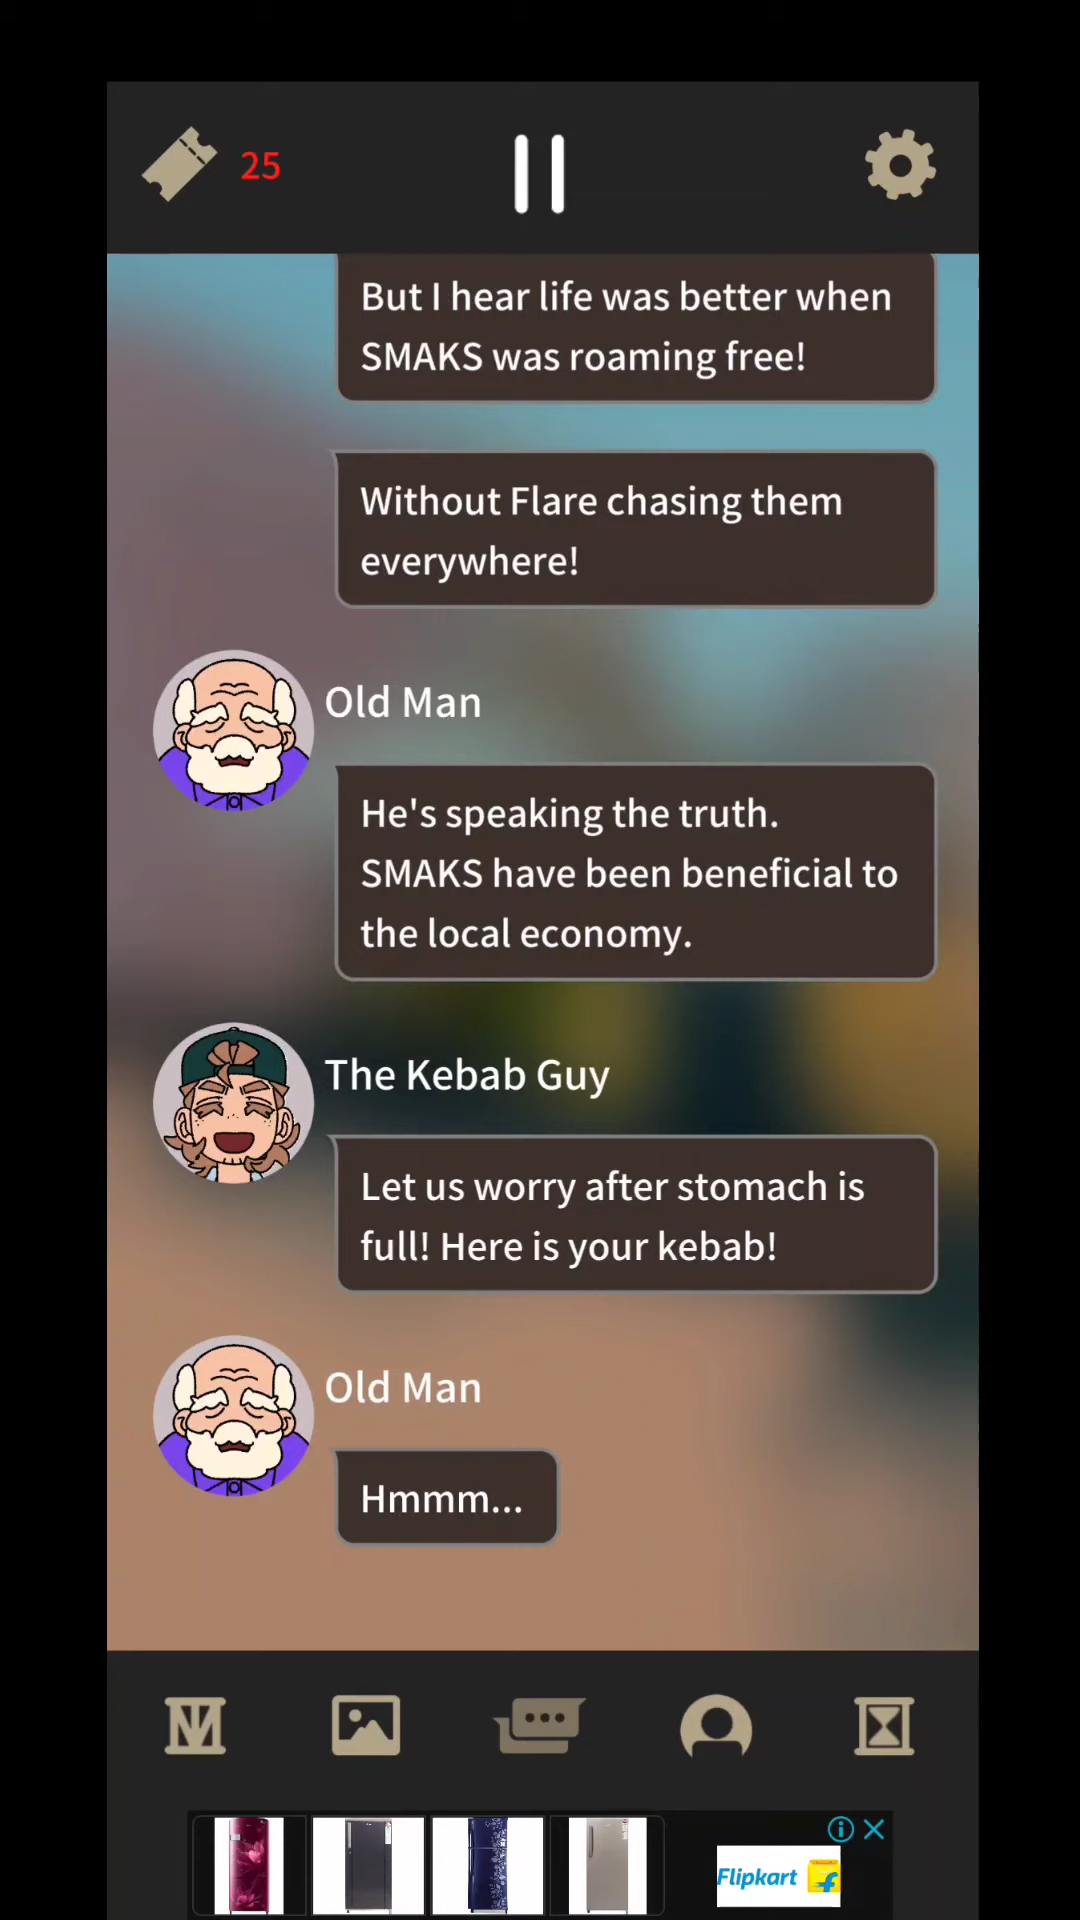 25
But I hear life was better when
SMAKS was roaming free!
Without Flare chasing them
everywhere!
Old Man
He's speaking the truth.
SMAKS have been beneficial to
the local economy.
The Kebab Guy
Let us worry after stomach is
full! Here is your kebab!
Old Man
Hmmm...
Flipkart